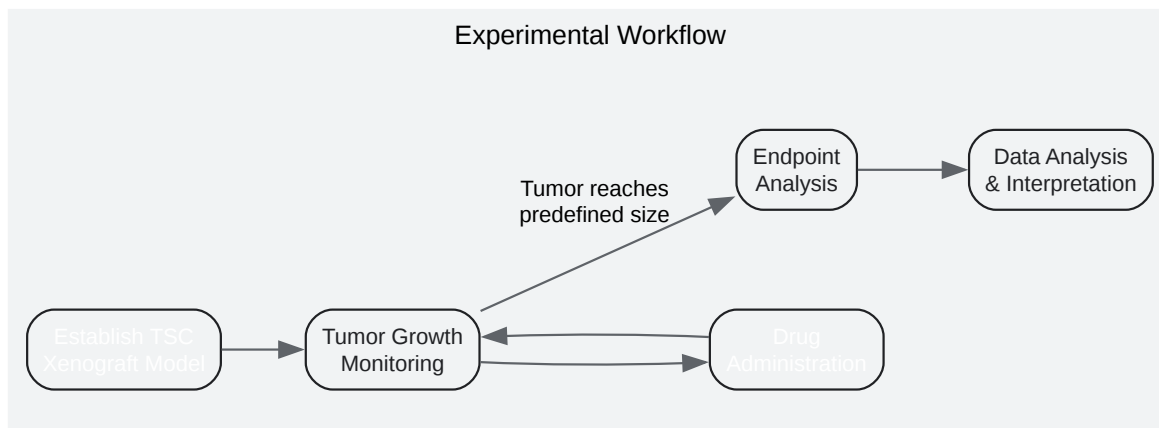 Experimental Workflow
Endpoint
Analysis
Data Analysis
& Interpretation
Tumor reaches
predefined size
Establish TSC
Xenograft Model
Tumor Growth
Monitoring
Drug
Administration